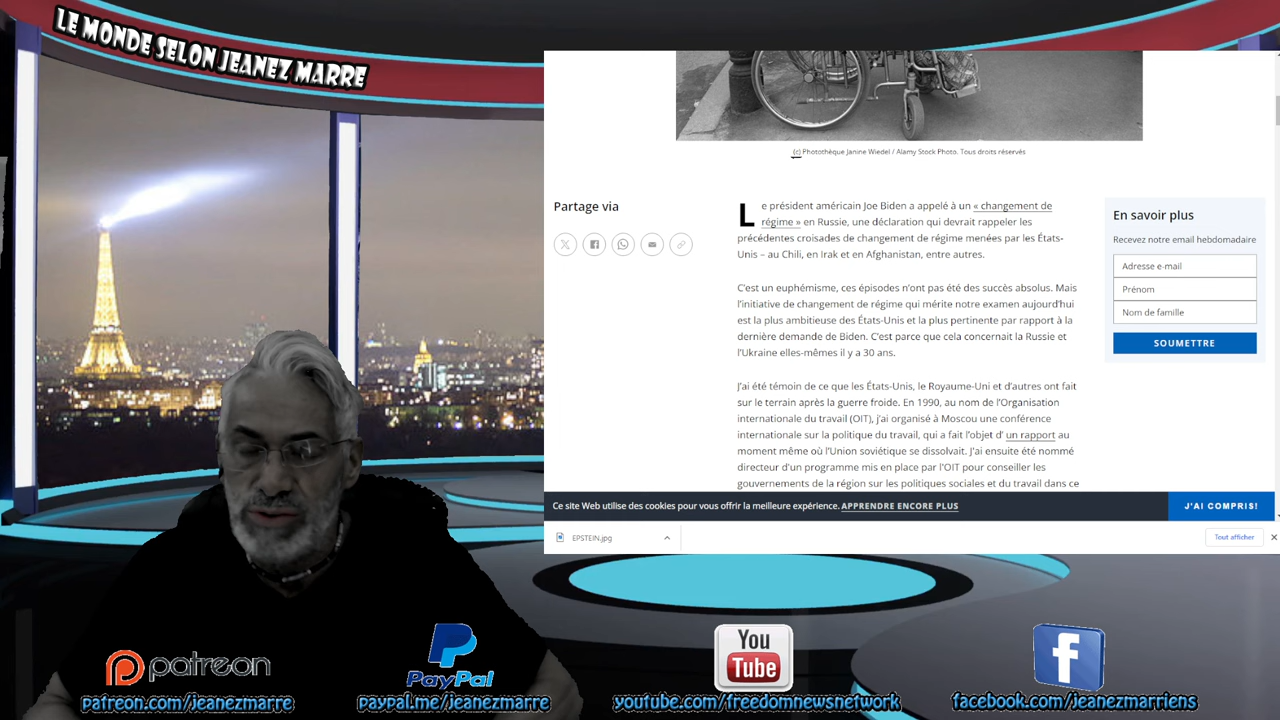 LE MONDE SELON JEANEZ MARRE
(c) Photothèque Janine Wiedel / Alamy Stock Photo. Tous droits réservés
Partage via
Le président américain Joe Biden a appelé à un « changement de
régime » en Russie, une déclaration qui devrait rappeler les
précédentes croisades de changement de régime menées par les États-
Unis – au Chili, en Irak et en Afghanistan, entre autres.
C'est un euphémisme, ces épisodes n'ont pas été des succès absolus. Mais
l'initiative de changement de régime qui mérite notre examen aujourd'hui
est la plus ambitieuse des États-Unis et la plus pertinente par rapport à la
dernière demande de Biden. C'est parce que cela concernait la Russie et
l'Ukraine elles-mêmes il y a 30 ans.
J'ai été témoin de ce que les États-Unis, le Royaume-Uni et d'autres ont fait
sur le terrain après la guerre froide. En 1990, au nom de l'Organisation
internationale du travail (OIT), j'ai organisé à Moscou une conférence
internationale sur la politique du travail, qui a fait l'objet d' un rapport au
moment même où l'Union soviétique se dissolvait. J'ai ensuite été nommé
directeur d'un programme mis en place par l'OIT pour conseiller les
gouvernements de la région sur les politiques sociales et du travail dans ce
En savoir plus
Recevez notre email hebdomadaire
Adresse e-mail
Prénom
Nom de famille
SOUMETTRE
Ce site Web utilise des cookies pour vous offrir la meilleure expérience. APPRENDRE ENCORE PLUS
J'AI COMPRIS!
EPSTEIN.jpg
Tout afficher
patreon
patreon.com/jeanezmarre
PayPal
paypal.me/jeanezmarre
You
Tube
youtube.com/freedomnewsnetwork
f
facebook.com/jeanezmarriens